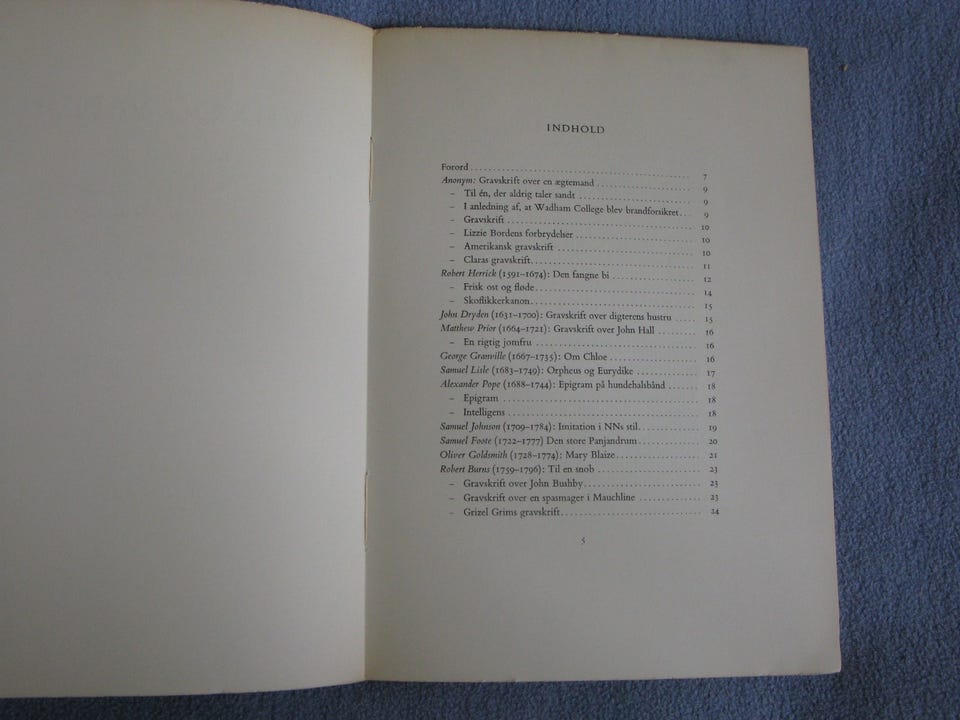 INDHOLD
Forord . . . . . . . . . . 7
Anonym: Gravskrift over en ægtemand . . . . . . . . . . 9
– Til én, der aldrig taler sandt . . . . . . . . . . 9
– I anledning af, at Wadham College blev brandforsikret . . . 9
– Gravskrift . . . . . . . . . . 10
– Lizzie Bordens forbrydelser . . . . . . . . . . 10
– Amerikansk gravskrift . . . . . . . . . . 10
– Claras gravskrift . . . . . . . . . . 11
Robert Herrick (1591–1674): Den fangne bi . . . . . . . . . . 12
– Frisk ost og fløde . . . . . . . . . . 14
– Skoflikkerkanon . . . . . . . . . . 15
John Dryden (1631–1700): Gravskrift over digterens hustru . . . . . 15
Matthew Prior (1664–1721): Gravskrift over John Hall . . . . . . . . 16
– En rigtig jomfru . . . . . . . . . . 16
George Granville (1667–1735): Om Chloe . . . . . . . . . . 16
Samuel Lisle (1683–1749): Orpheus og Eurydike . . . . . . . . . . 17
Alexander Pope (1688–1744): Epigram på hundehalsbånd . . . . . . 18
– Epigram . . . . . . . . . . 18
– Intelligens . . . . . . . . . . 18
Samuel Johnson (1709–1784): Imitation i NNs stil . . . . . . . . . . 19
Samuel Foote (1722–1777) Den store Panjandrum . . . . . . . . . . 20
Oliver Goldsmith (1728–1774): Mary Blaize . . . . . . . . . . 21
Robert Burns (1759–1796): Til en snob . . . . . . . . . . 23
– Gravskrift over John Bushby . . . . . . . . . . 23
– Gravskrift over en spasmager i Mauchline . . . . . . . . . . 23
– Grizel Grims gravskrift . . . . . . . . . . 24
5